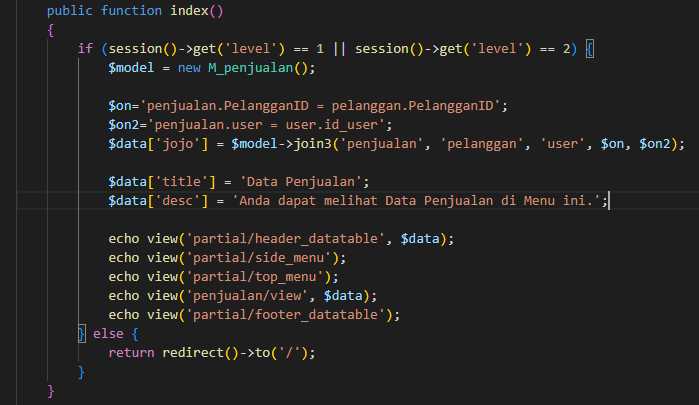 public function index()
{
if (session()->get('level') == 1 || session()->get('level') == 2) {
$model = new M_penjualan();
$on='penjualan.PelangganID = pelanggan.PelangganID';
$on2='penjualan.user = user.id_user';
$data['jojo'] = $model->join3('penjualan', 'pelanggan', 'user', $on, $on2);
$data['title'] = 'Data Penjualan';
$data['desc'] = 'Anda dapat melihat Data Penjualan di Menu ini.';
echo view('partial/header_datatable', $data);
echo view('partial/side_menu');
echo view('partial/top_menu');
echo view('penjualan/view', $data);
echo view('partial/footer_datatable');
} else {
return redirect()->to('/');
}
}